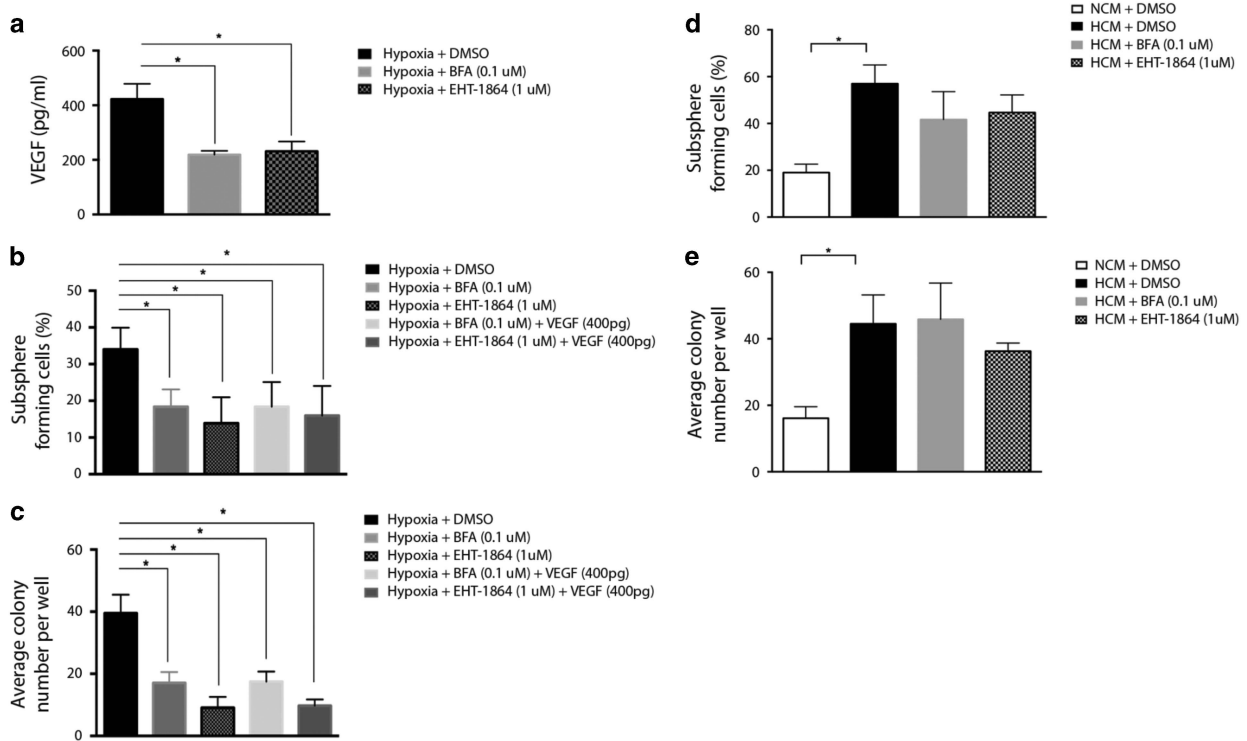 a
*
*
600
400
200
0
VEGF (pg/ml)
Hypoxia + DMSO
Hypoxia + BFA (0.1 uM)
Hypoxia + EHT-1864 (1 uM)
b
*
*
*
*
50
40
30
20
10
0
Subsphere
forming cells (%)
Hypoxia + DMSO
Hypoxia + BFA (0.1 uM)
Hypoxia + EHT-1864 (1 uM)
Hypoxia + BFA (0.1 uM) + VEGF (400pg)
Hypoxia + EHT-1864 (1 uM) + VEGF (400pg)
c
*
*
*
*
60
40
20
0
Average colony
number per well
Hypoxia + DMSO
Hypoxia + BFA (0.1 uM)
Hypoxia + EHT-1864 (1uM)
Hypoxia + BFA (0.1 uM) + VEGF (400pg)
Hypoxia + EHT-1864 (1 uM) + VEGF (400pg)
d
*
80
60
40
20
0
Subsphere
forming cells (%)
NCM + DMSO
HCM + DMSO
HCM + BFA (0.1 uM)
HCM + EHT-1864 (1uM)
e
*
60
40
20
0
Average colony
number per well
NCM + DMSO
HCM + DMSO
HCM + BFA (0.1 uM)
HCM + EHT-1864 (1uM)